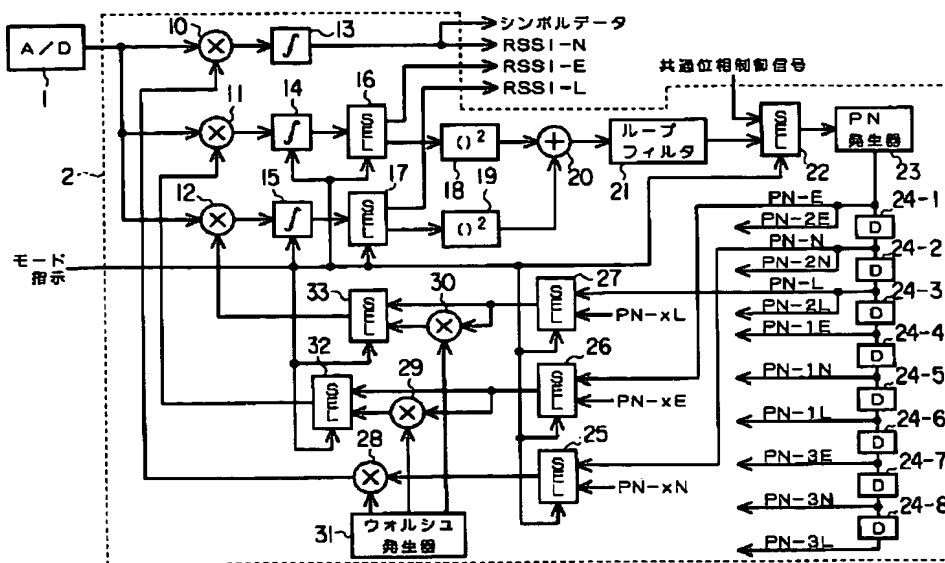 A/D
1
2
10
13
シンボルデータ
RSSI-N
RSSI-E
RSSI-L
共通位相制御信号
11
14
16
SEL
( )²
18
20
ループ
フィルタ
21
SEL
22
PN
発生器
23
12
15
17
SEL
19
( )²
モード
指示
PN-E
24-1
PN-2E
D
PN-N
24-2
PN-2N
D
PN-L
24-3
PN-2L
D
PN-1E
24-4
D
PN-1N
24-5
D
PN-1L
24-6
D
PN-3E
24-7
D
PN-3N
24-8
D
PN-3L
33
SEL
30
27
SEL
PN-xL
32
SEL
29
26
SEL
PN-xE
28
25
SEL
PN-xN
31
ウォルシュ
発生器